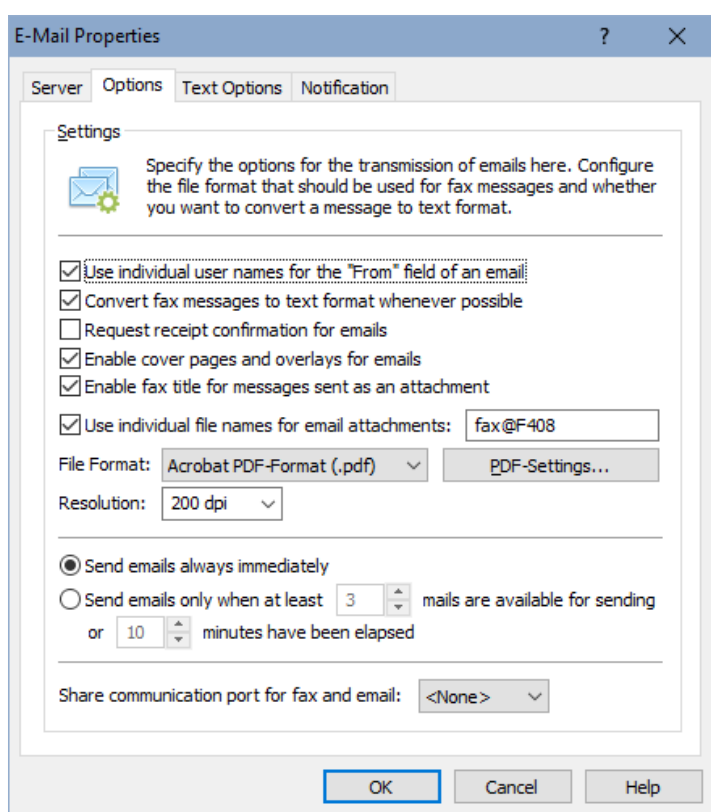 E-Mail Properties
Server Options Text Options Notification
Settings
Specify the options for the transmission of emails here. Configure
the file format that should be used for fax messages and whether
you want to convert a message to text format.
Use individual user names for the "From" field of an email
Convert fax messages to text format whenever possible
Request receipt confirmation for emails
Enable cover pages and overlays for emails
Enable fax title for messages sent as an attachment
Use individual file names for email attachments: fax@F408
File Format: Acrobat PDF-Format (.pdf) PDF-Settings...
Resolution: 200 dpi
Send emails always immediately
Send emails only when at least 3 mails are available for sending
or 10 minutes have been elapsed
Share communication port for fax and email: <None>
OK Cancel Help